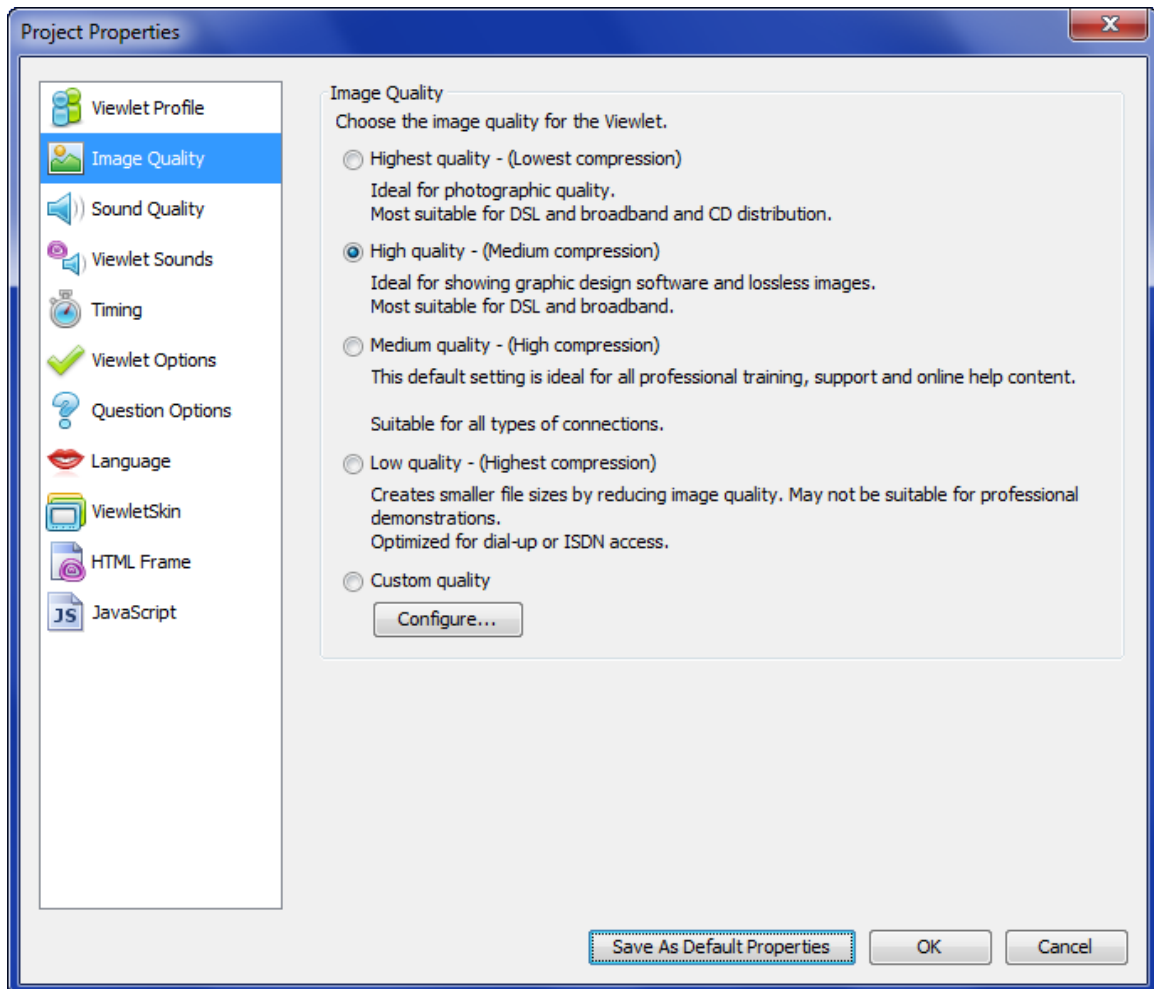 Project Properties
Viewlet Profile
Image Quality
Sound Quality
Viewlet Sounds
Timing
Viewlet Options
Question Options
Language
ViewletSkin
HTML Frame
JS
JavaScript
Image Quality
Choose the image quality for the Viewlet.
Highest quality - (Lowest compression)
Ideal for photographic quality.
Most suitable for DSL and broadband and CD distribution.
High quality - (Medium compression)
Ideal for showing graphic design software and lossless images.
Most suitable for DSL and broadband.
Medium quality - (High compression)
This default setting is ideal for all professional training, support and online help content.
Suitable for all types of connections.
Low quality - (Highest compression)
Creates smaller file sizes by reducing image quality. May not be suitable for professional
demonstrations.
Optimized for dial-up or ISDN access.
Custom quality
Configure...
Save As Default Properties
OK
Cancel